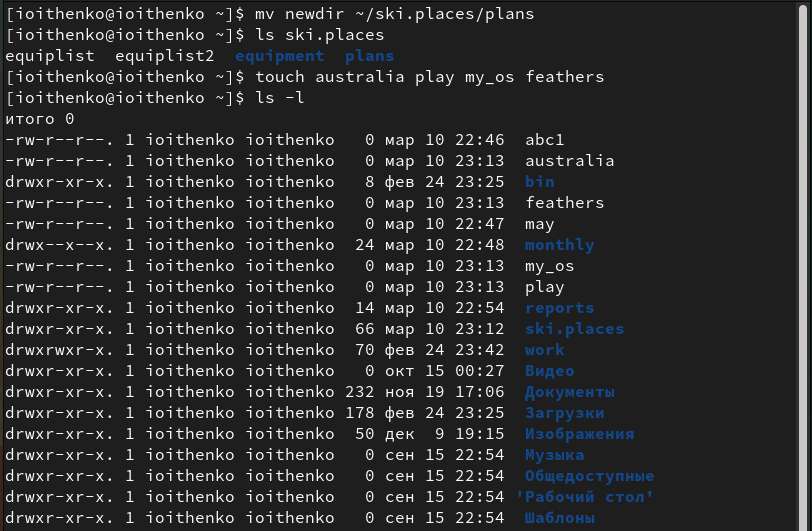 [ioithenko@ioithenko ~]$ mv newdir ~/ski.places/plans
[ioithenko@ioithenko ~]$ ls ski.places
equiplist  equiplist2  equipment  plans
[ioithenko@ioithenko ~]$ touch australia play my_os feathers
[ioithenko@ioithenko ~]$ ls -l
итого 0
-rw-r--r--. 1 ioithenko ioithenko   0 мар 10 22:46  abc1
-rw-r--r--. 1 ioithenko ioithenko   0 мар 10 23:13  australia
drwxr-xr-x. 1 ioithenko ioithenko   8 фев 24 23:25  bin
-rw-r--r--. 1 ioithenko ioithenko   0 мар 10 23:13  feathers
-rw-r--r--. 1 ioithenko ioithenko   0 мар 10 22:47  may
drwx--x--x. 1 ioithenko ioithenko  24 мар 10 22:48  monthly
-rw-r--r--. 1 ioithenko ioithenko   0 мар 10 23:13  my_os
-rw-r--r--. 1 ioithenko ioithenko   0 мар 10 23:13  play
drwxr-xr-x. 1 ioithenko ioithenko  14 мар 10 22:54  reports
drwxr-xr-x. 1 ioithenko ioithenko  66 мар 10 23:12  ski.places
drwxrwxr-x. 1 ioithenko ioithenko  70 фев 24 23:42  work
drwxr-xr-x. 1 ioithenko ioithenko   0 окт 15 00:27  Видео
drwxr-xr-x. 1 ioithenko ioithenko 232 ноя 19 17:06  Документы
drwxr-xr-x. 1 ioithenko ioithenko 178 фев 24 23:25  Загрузки
drwxr-xr-x. 1 ioithenko ioithenko  50 дек  9 19:15  Изображения
drwxr-xr-x. 1 ioithenko ioithenko   0 сен 15 22:54  Музыка
drwxr-xr-x. 1 ioithenko ioithenko   0 сен 15 22:54  Общедоступные
drwxr-xr-x. 1 ioithenko ioithenko   0 сен 15 22:54 'Рабочий стол'
drwxr-xr-x. 1 ioithenko ioithenko   0 сен 15 22:54  Шаблоны